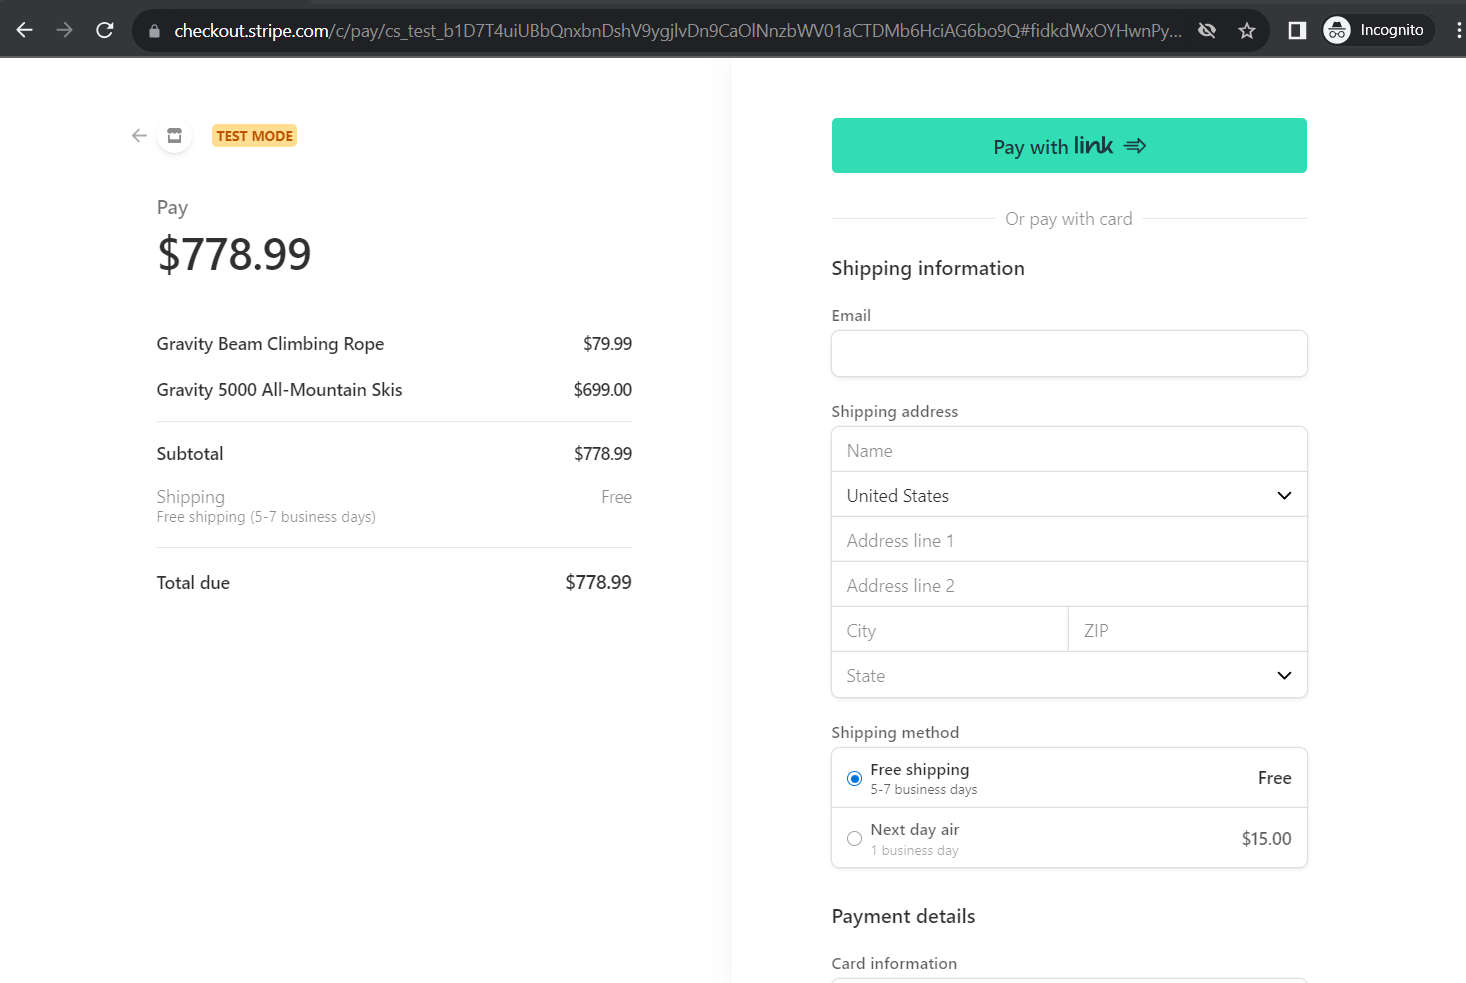 checkout.stripe.com/c/pay/cs_test_b1D7T4uiUBbQnxbnDshV9ygjlvDn9CaOlNnzbWV01aCTDMb6HciAG6bo9Q#fidkdWxOYHwnPy...
Incognito
TEST MODE
Pay
$778.99
Gravity Beam Climbing Rope $79.99
Gravity 5000 All-Mountain Skis $699.00
Subtotal $778.99
Shipping Free
Free shipping (5-7 business days)
Total due $778.99
Pay with link
Or pay with card
Shipping information
Email
Shipping address
Name
United States
Address line 1
Address line 2
City ZIP
State
Shipping method
Free shipping Free
5-7 business days
Next day air $15.00
1 business day
Payment details
Card information